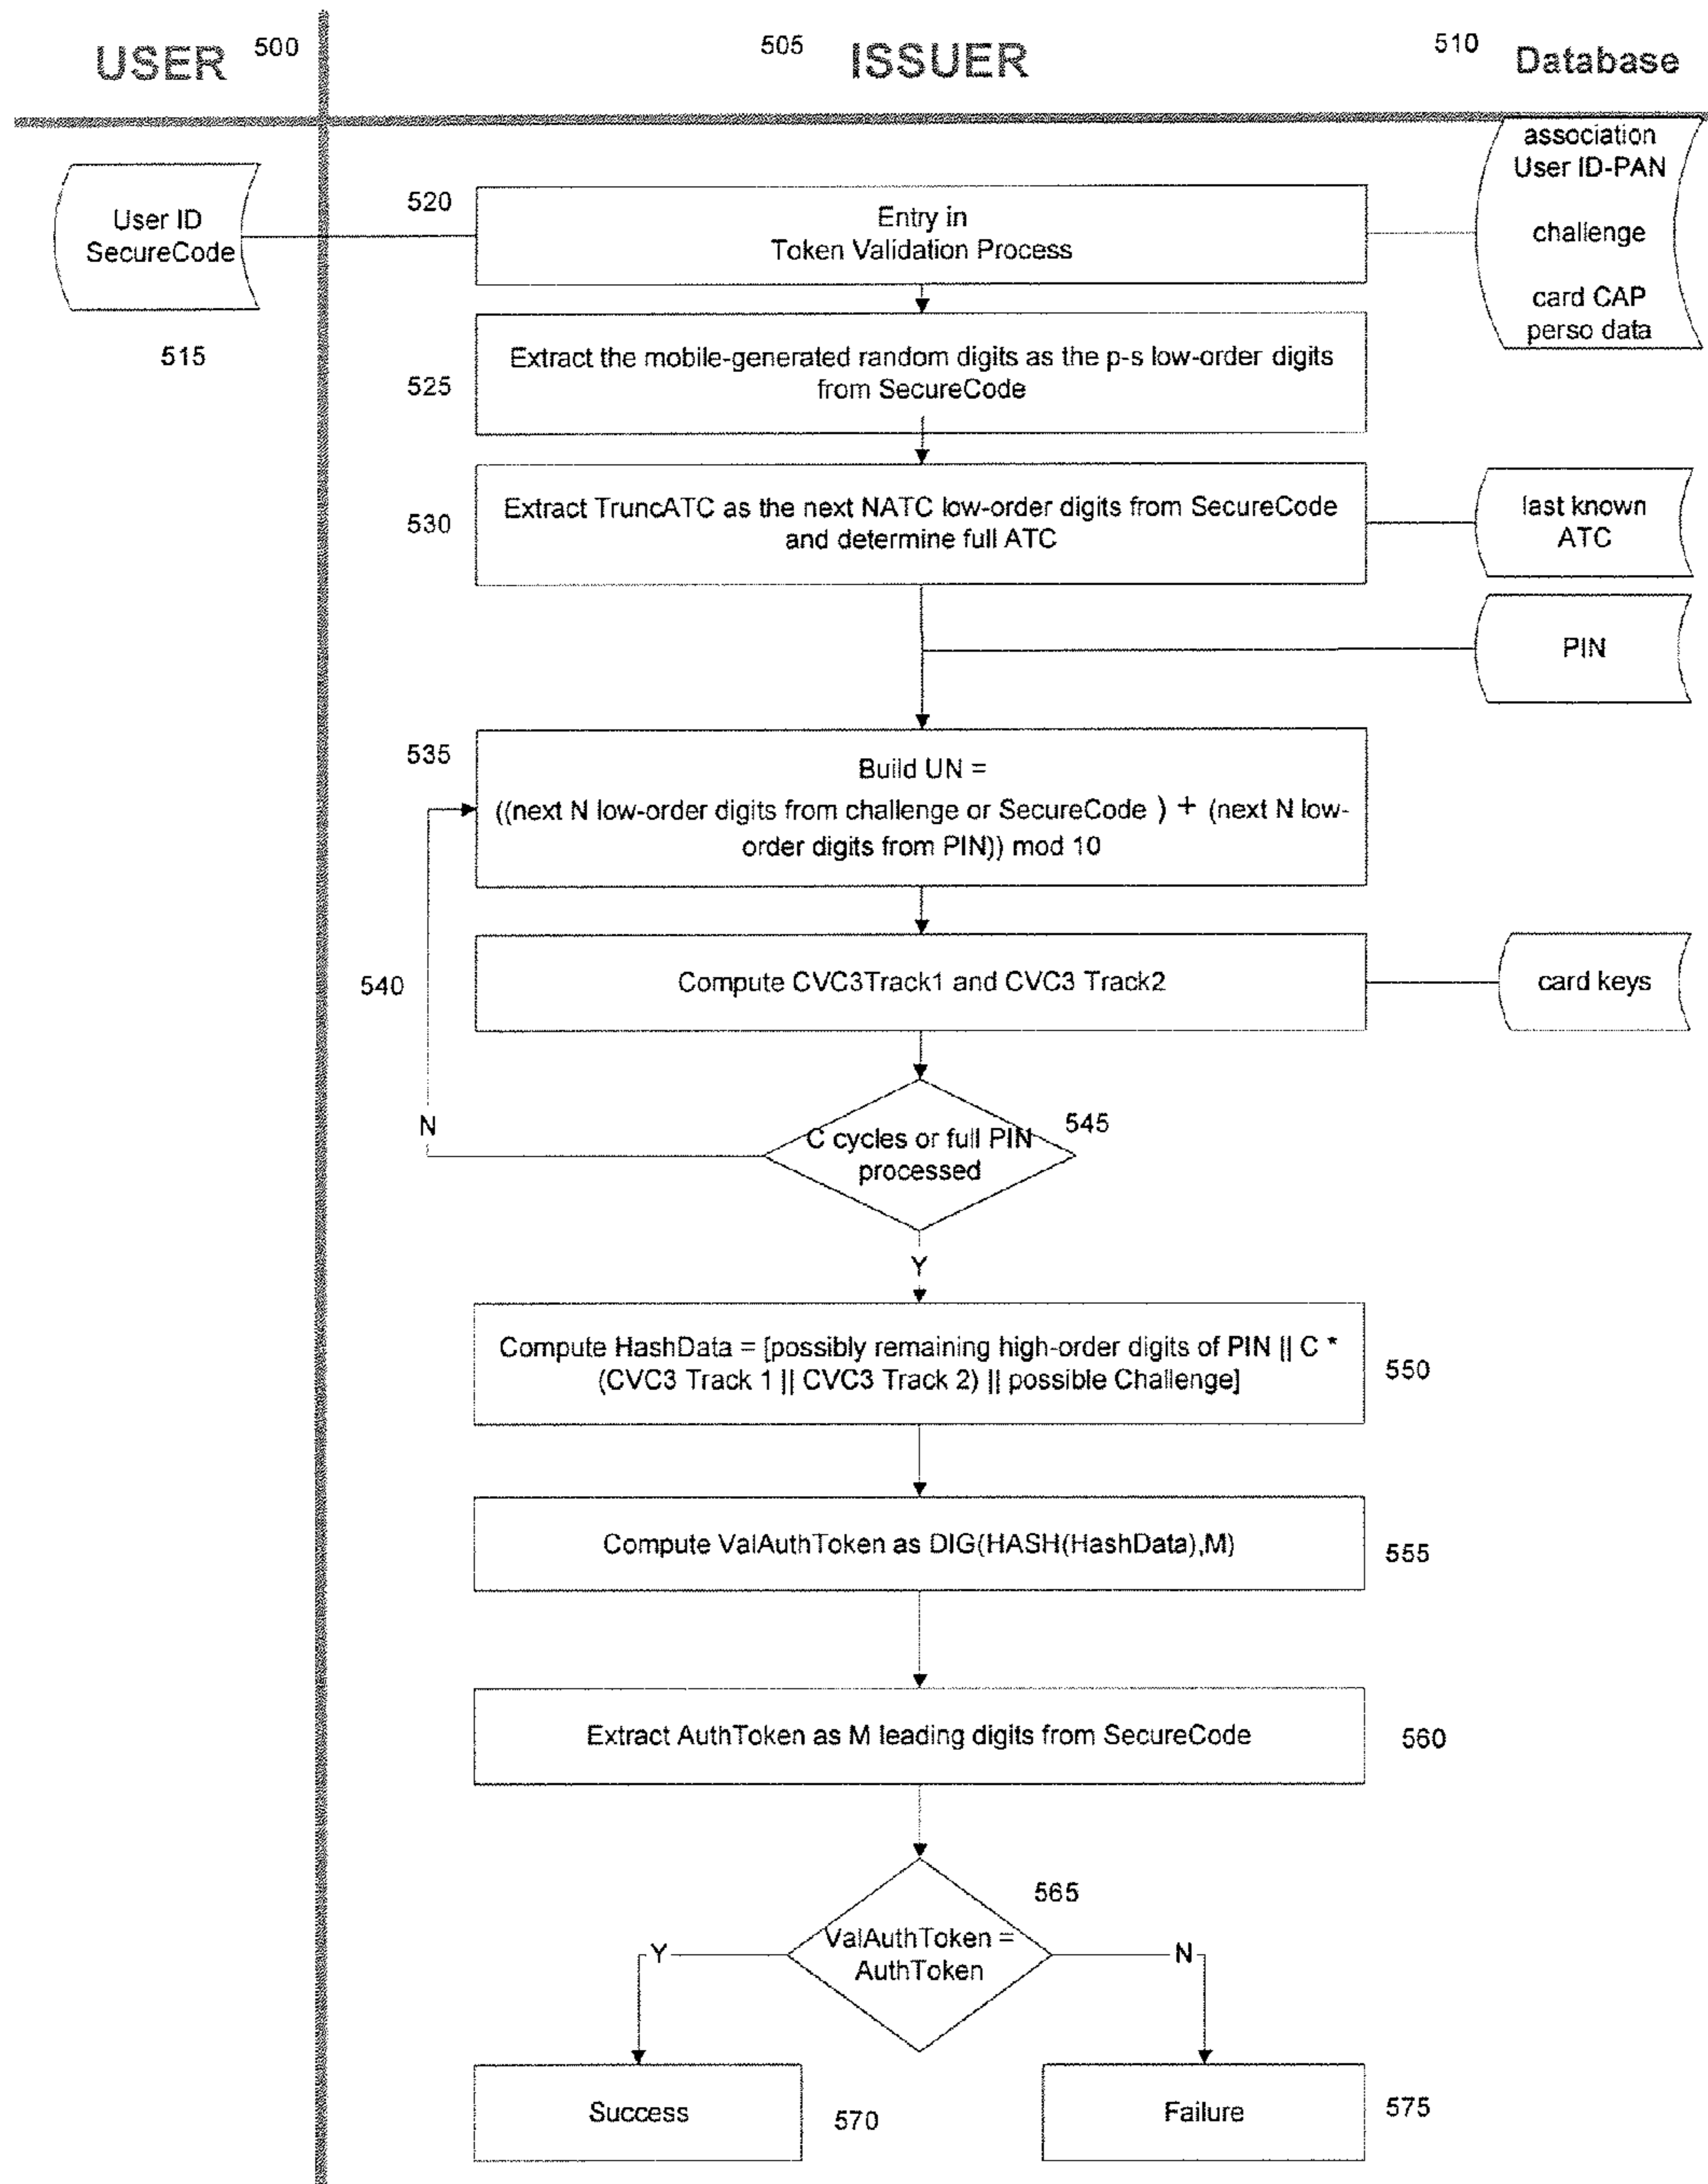 USER 500
505 ISSUER
510 Database
association
User ID-PAN
challenge
card CAP
perso data
User ID
SecureCode
515
520
Entry in
Token Validation Process
525
Extract the mobile-generated random digits as the p-s low-order digits
from SecureCode
530
Extract TruncATC as the next NATC low-order digits from SecureCode
and determine full ATC
last known
ATC
PIN
535
Build UN =
((next N low-order digits from challenge or SecureCode ) + (next N low-
order digits from PIN)) mod 10
540
Compute CVC3Track1 and CVC3 Track2
card keys
N
C cycles or full PIN
processed
545
Y
Compute HashData = [possibly remaining high-order digits of PIN || C *
(CVC3 Track 1 || CVC3 Track 2) || possible Challenge]
550
Compute ValAuthToken as DIG(HASH(HashData),M)
555
Extract AuthToken as M leading digits from SecureCode
560
565
ValAuthToken =
AuthToken
Y
N
Success
570
Failure
575